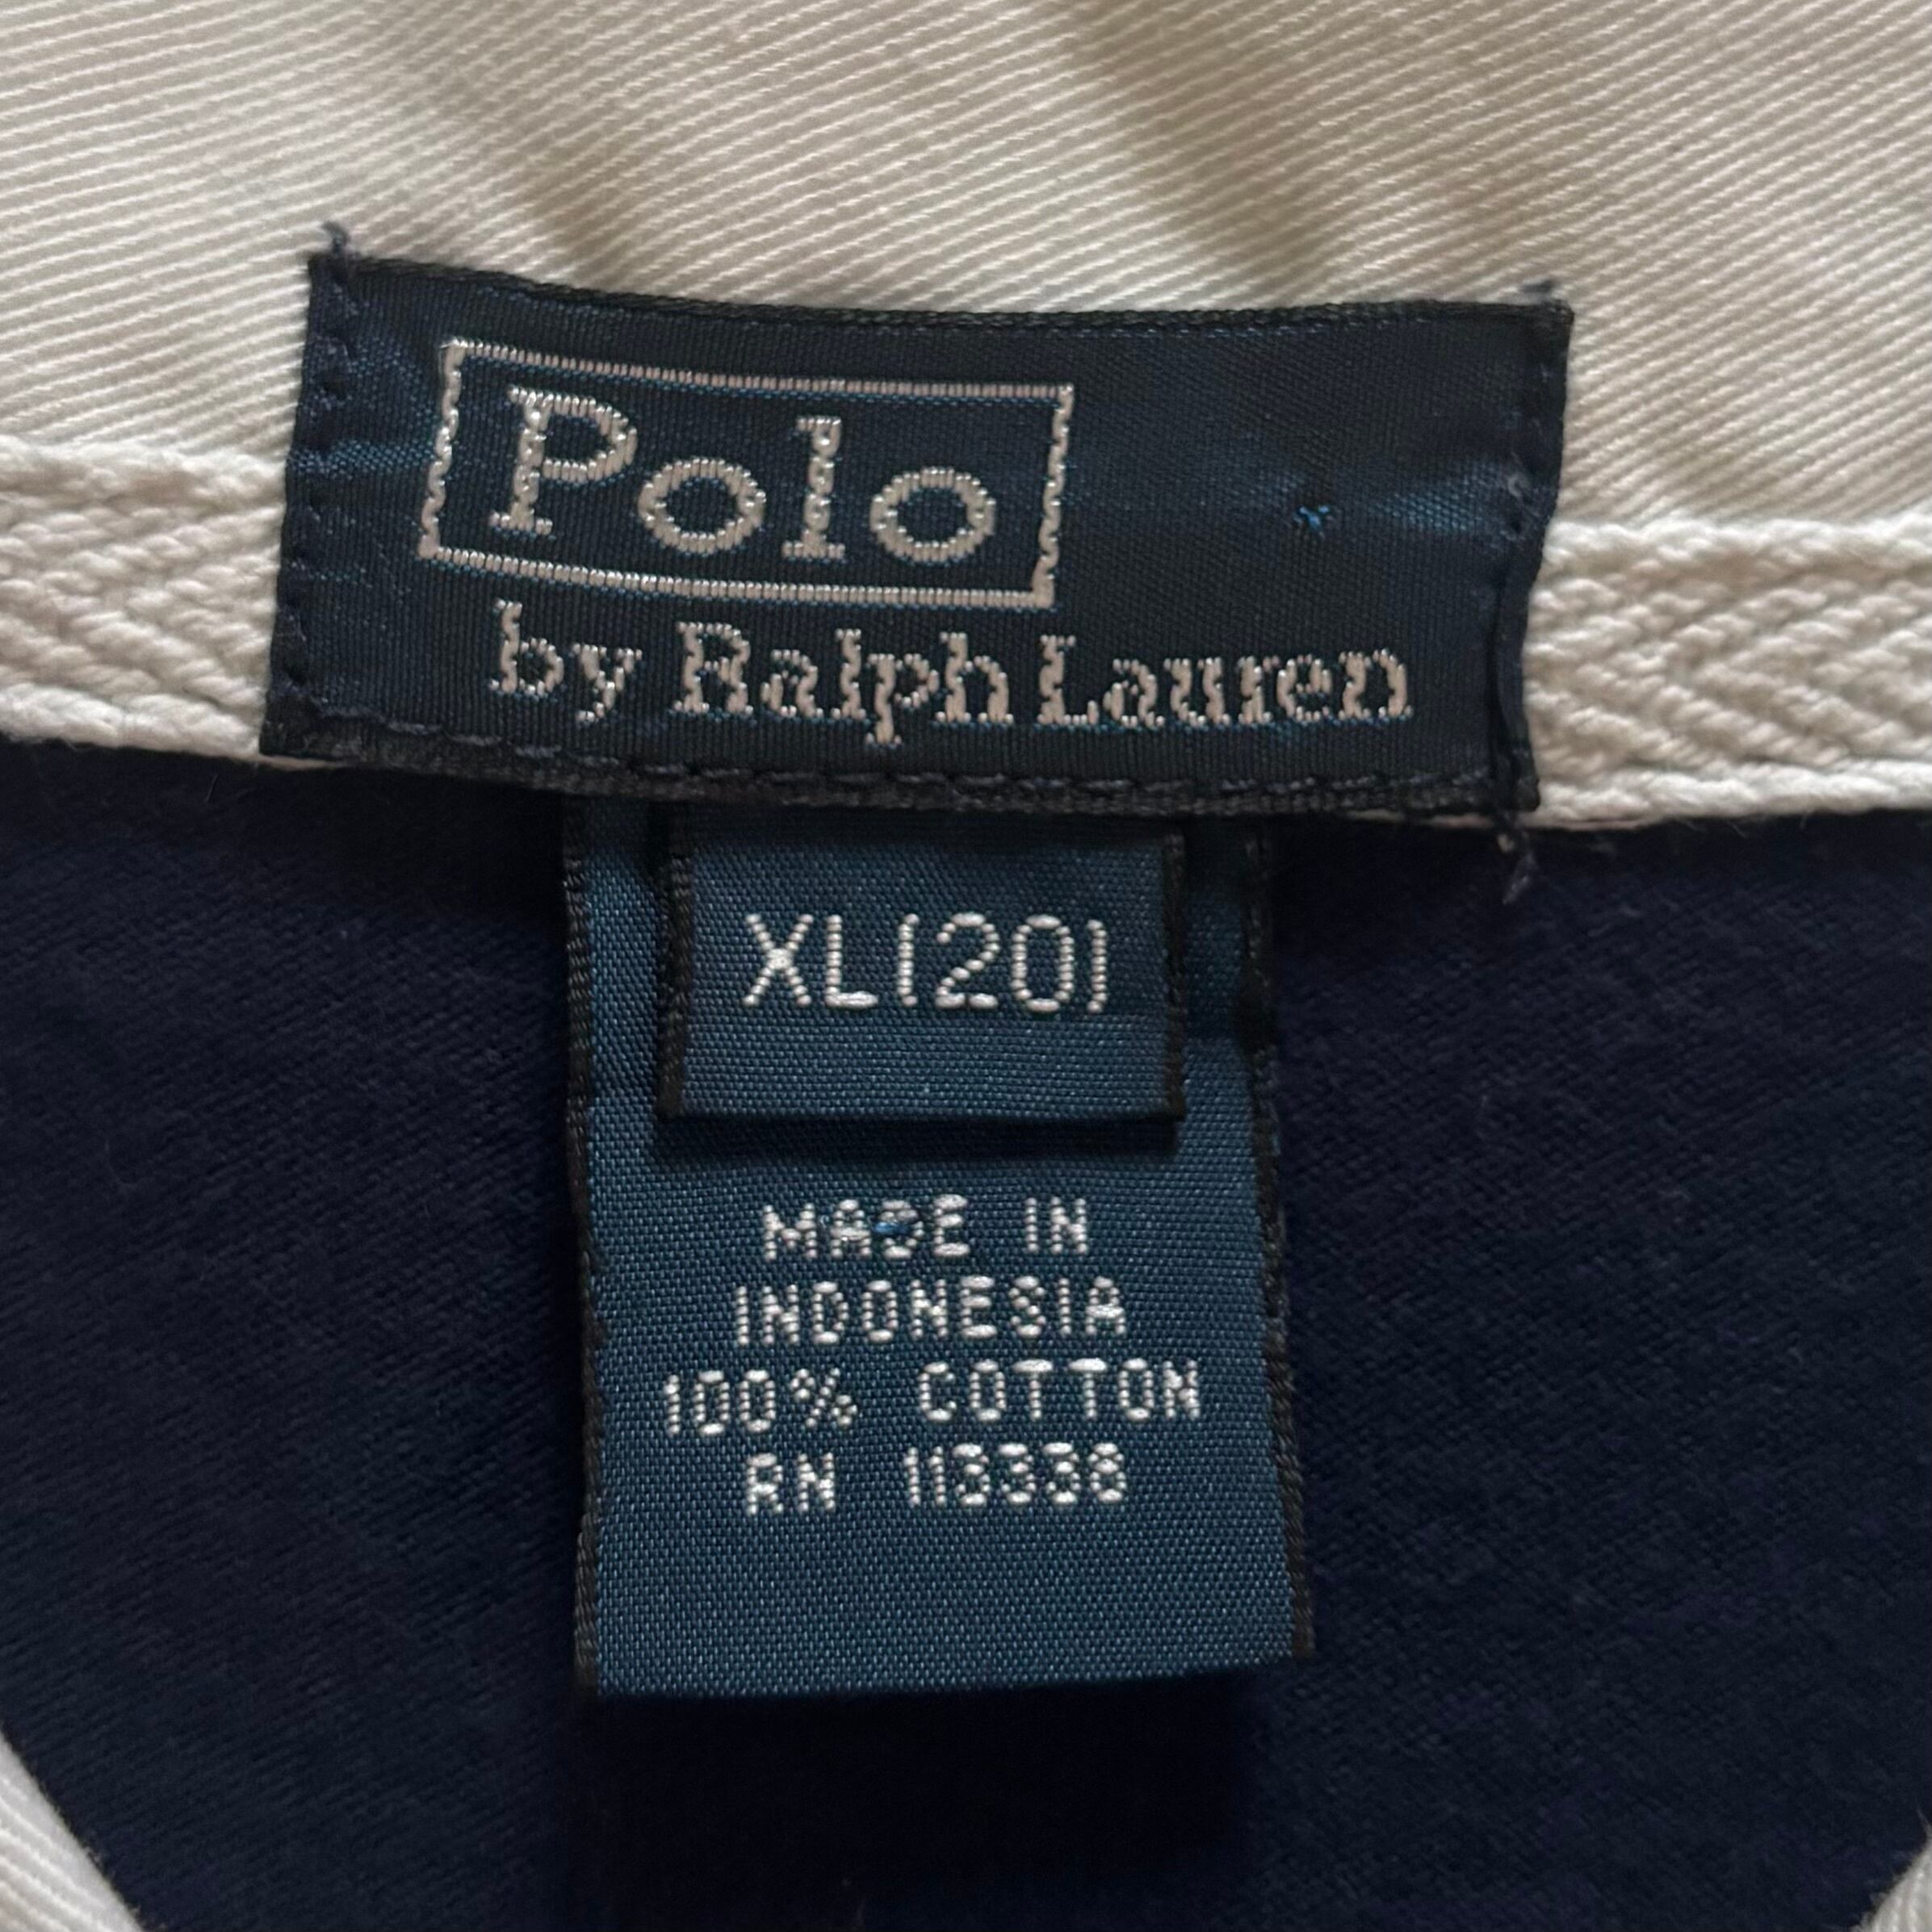 Polo
by Ralph Lauren
XL(20)
MADE IN
INDONESIA
100% COTTON
RN 113338